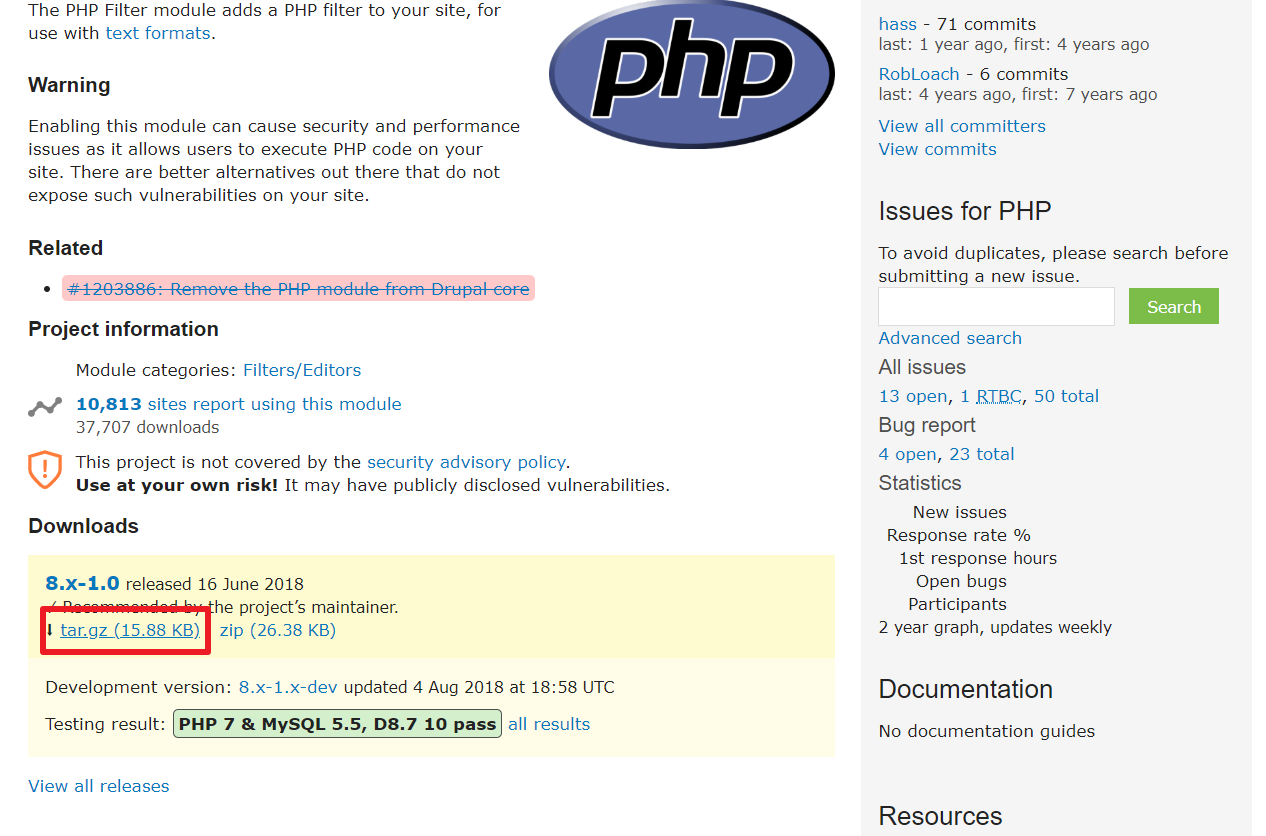 The PHP Filter module adds a PHP filter to your site, for
use with text formats.
php
Warning
Enabling this module can cause security and performance
issues as it allows users to execute PHP code on your
site. There are better alternatives out there that do not
expose such vulnerabilities on your site.
Related
#1203886: Remove the PHP module from Drupal core
Project information
Module categories: Filters/Editors
10,813 sites report using this module
37,707 downloads
This project is not covered by the security advisory policy.
Use at your own risk! It may have publicly disclosed vulnerabilities.
Downloads
8.x-1.0 released 16 June 2018
✓ Recommended by the project’s maintainer.
tar.gz (15.88 KB) zip (26.38 KB)
Development version: 8.x-1.x-dev updated 4 Aug 2018 at 18:58 UTC
Testing result: PHP 7 & MySQL 5.5, D8.7 10 pass all results
View all releases
hass - 71 commits
last: 1 year ago, first: 4 years ago
RobLoach - 6 commits
last: 4 years ago, first: 7 years ago
View all committers
View commits
Issues for PHP
To avoid duplicates, please search before
submitting a new issue.
Search
Advanced search
All issues
13 open, 1 RTBC, 50 total
Bug report
4 open, 23 total
Statistics
New issues
Response rate %
1st response hours
Open bugs
Participants
2 year graph, updates weekly
Documentation
No documentation guides
Resources